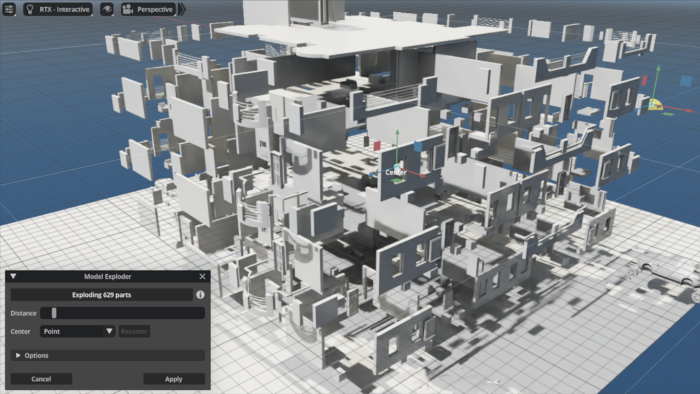 RTX - Interactive
Perspective
Center
Model Exploder
Exploding 629 parts
Distance
Center
Point
Recenter
Options
Cancel
Apply